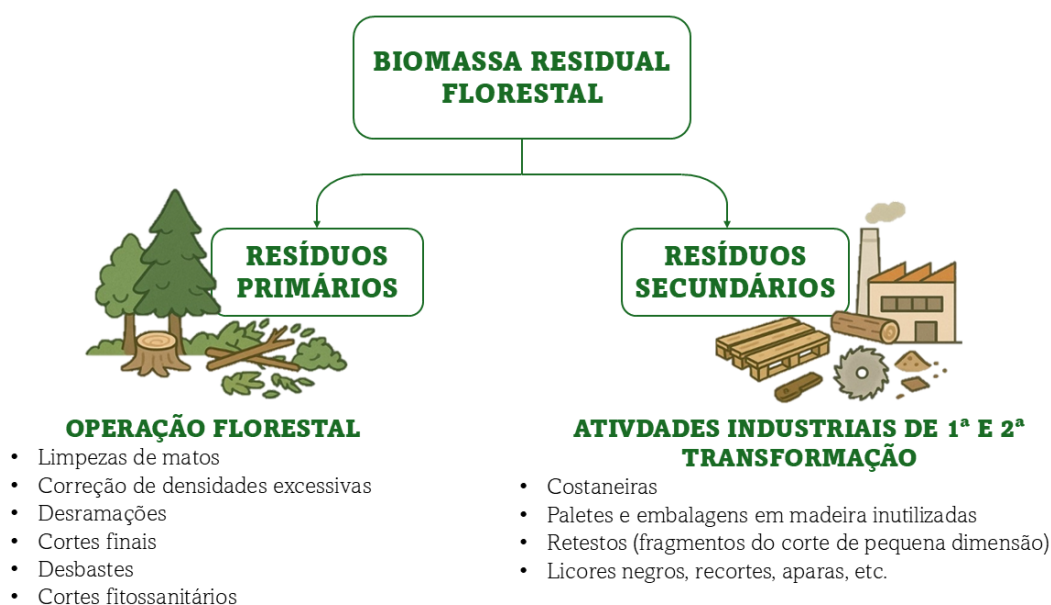 BIOMASSA RESIDUAL
FLORESTAL
RESÍDUOS
PRIMÁRIOS
RESÍDUOS
SECUNDÁRIOS
OPERAÇÃO FLORESTAL
• Limpezas de matos
• Correção de densidades excessivas
• Desramações
• Cortes finais
• Desbastes
• Cortes fitossanitários
ATIVDADES INDUSTRIAIS DE 1ª E 2ª
TRANSFORMAÇÃO
• Costaneiras
• Paletes e embalagens em madeira inutilizadas
• Retestos (fragmentos do corte de pequena dimensão)
• Licores negros, recortes, aparas, etc.